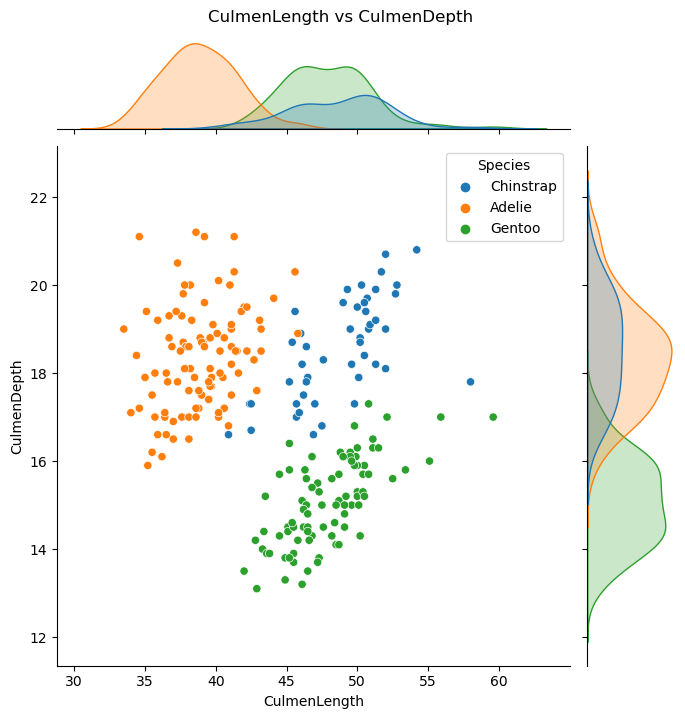 CulmenLength vs CulmenDepth
Species
Chinstrap
Adelie
Gentoo
22
20
18
16
14
12
CulmenDepth
30
35
40
45
50
55
60
CulmenLength